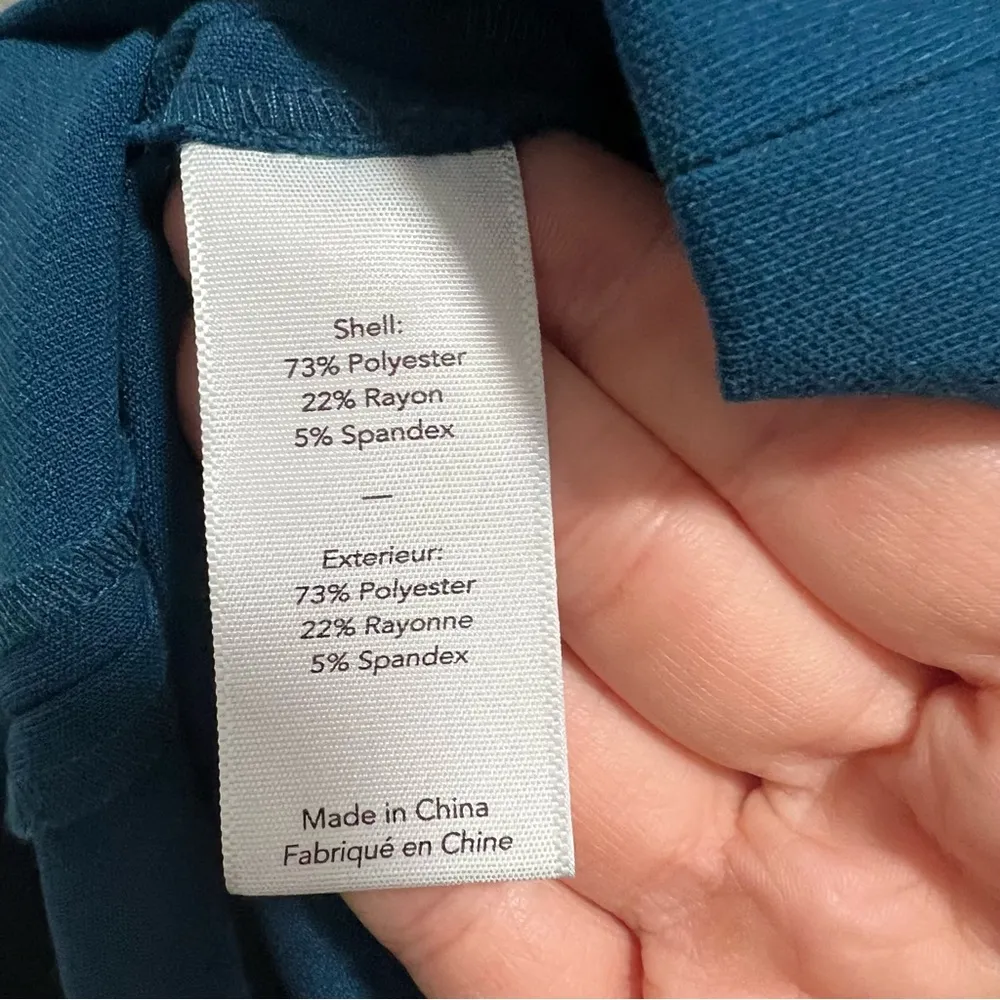 Shell:
73% Polyester
22% Rayon
5% Spandex
—
Exterieur:
73% Polyester
22% Rayonne
5% Spandex
Made in China
Fabriqué en Chine